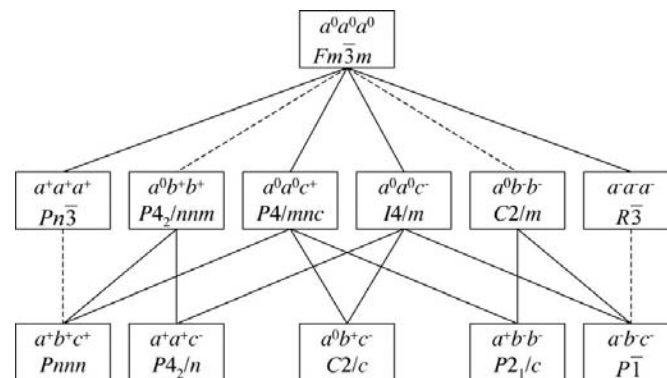 a⁰a⁰a⁰
Fm3̅m
a⁺a⁺a⁺
Pn3̅
a⁰b⁺b⁺
P4₂/nnm
a⁰a⁰c⁺
P4/mnc
a⁰a⁰c⁻
I4/m
a⁰b⁻b⁻
C2/m
a⁻a⁻a⁻
R3̅
a⁺b⁺c⁺
Pnnn
a⁺a⁺c⁻
P4₂/n
a⁰b⁺c⁻
C2/c
a⁺b⁻b⁻
P2₁/c
a⁻b⁻c⁻
P1̅